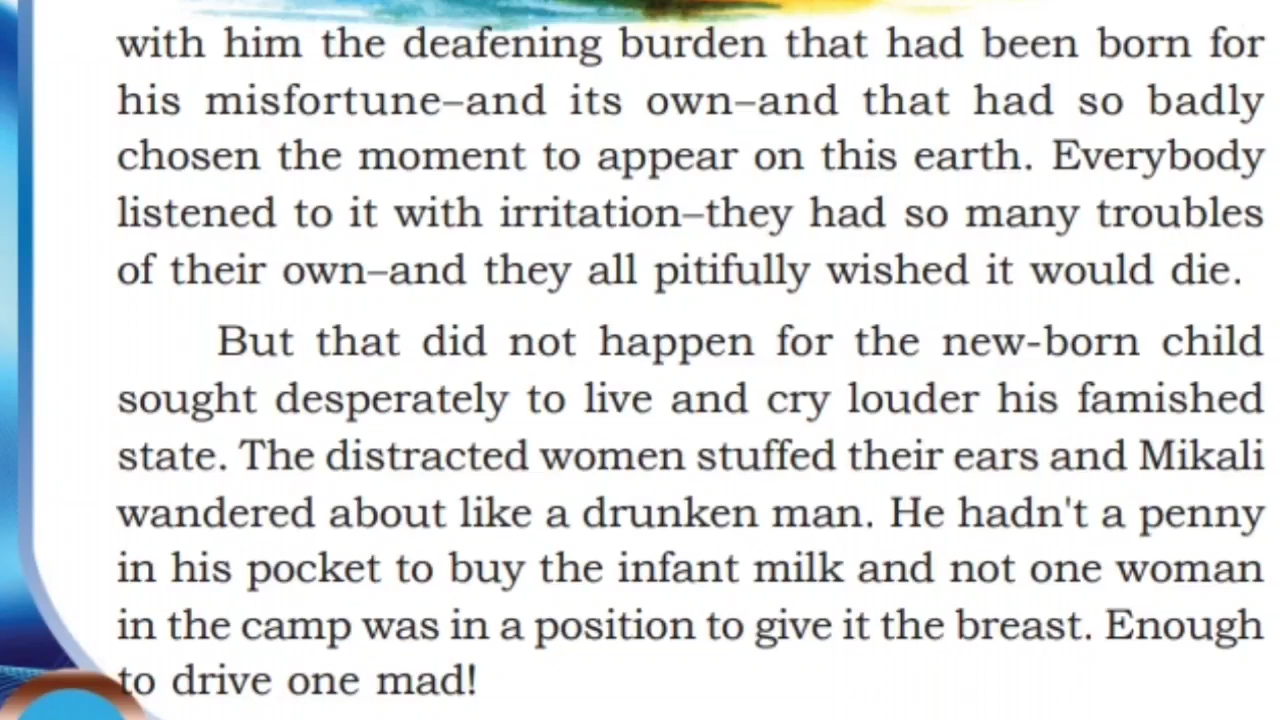 with him the deafening burden that had been born for
his misfortune–and its own–and that had so badly
chosen the moment to appear on this earth. Everybody
listened to it with irritation–they had so many troubles
of their own–and they all pitifully wished it would die.
But that did not happen for the new-born child
sought desperately to live and cry louder his famished
state. The distracted women stuffed their ears and Mikali
wandered about like a drunken man. He hadn't a penny
in his pocket to buy the infant milk and not one woman
in the camp was in a position to give it the breast. Enough
to drive one mad!